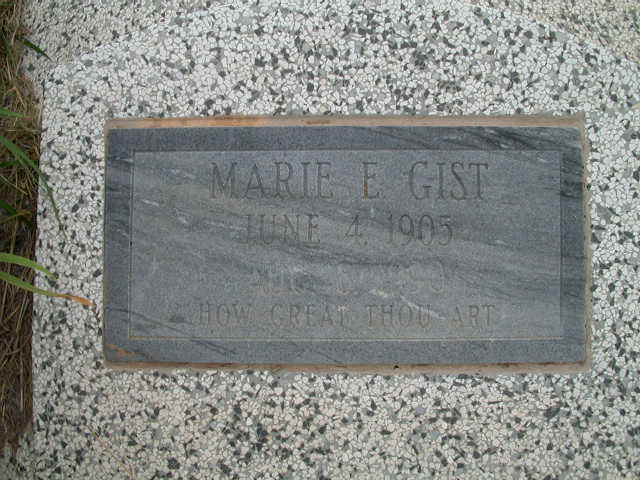 MARIE E. GIST
JUNE 4, 1905
HOW GREAT THOU ART